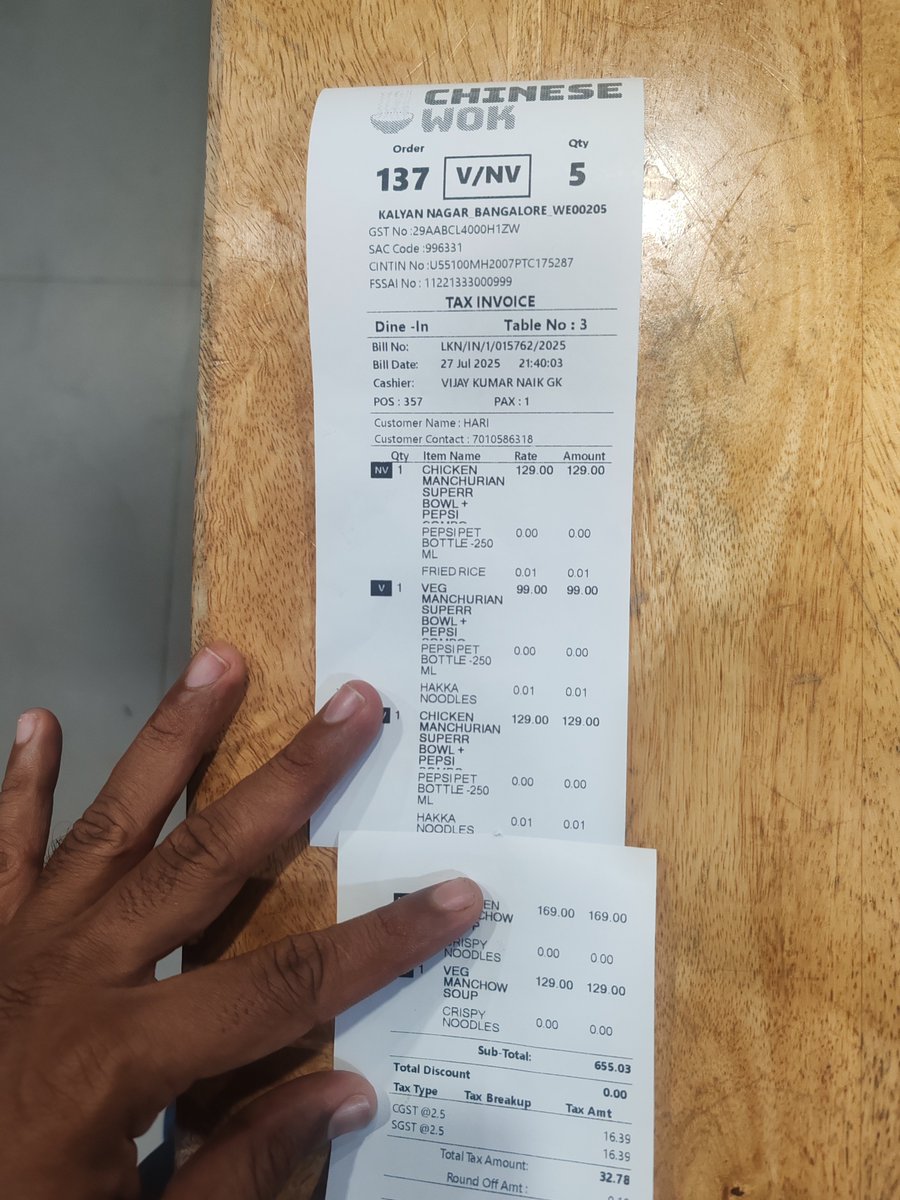 CHINESE
WOK
Order Qty
137 V/NV 5
KALYAN NAGAR_BANGALORE_WE00205
GST No :29AABCL4000H1ZW
SAC Code :996331
CINTIN No :U55100MH2007PTC175287
FSSAI No : 11221333000999
TAX INVOICE
Dine -In Table No : 3
Bill No: LKN/IN/1/015762/2025
Bill Date: 27 Jul 2025 21:40:03
Cashier: VIJAY KUMAR NAIK GK
POS : 357 PAX : 1
Customer Name : HARI
Customer Contact : 7010586318
Qty Item Name Rate Amount
NV 1 CHICKEN 129.00 129.00
MANCHURIAN
SUPERR
BOWL +
PEPSI
PEPSI PET 0.00 0.00
BOTTLE -250
ML
FRIED RICE 0.01 0.01
V 1 VEG 99.00 99.00
MANCHURIAN
SUPERR
BOWL +
PEPSI
PEPSI PET 0.00 0.00
BOTTLE -250
ML
HAKKA 0.01 0.01
NOODLES
1 CHICKEN 129.00 129.00
MANCHURIAN
SUPERR
BOWL +
PEPSI
PEPSI PET 0.00 0.00
BOTTLE -250
ML
HAKKA 0.01 0.01
NOODLES
169.00 169.00
NOODLES 0.00 0.00
1 VEG 129.00 129.00
MANCHOW
SOUP
CRISPY 0.00 0.00
NOODLES
Sub-Total: 655.03
Total Discount 0.00
Tax Type Tax Breakup Tax Amt
CGST @2.5 16.39
SGST @2.5 16.39
Total Tax Amount: 32.78
Round Off Amt :